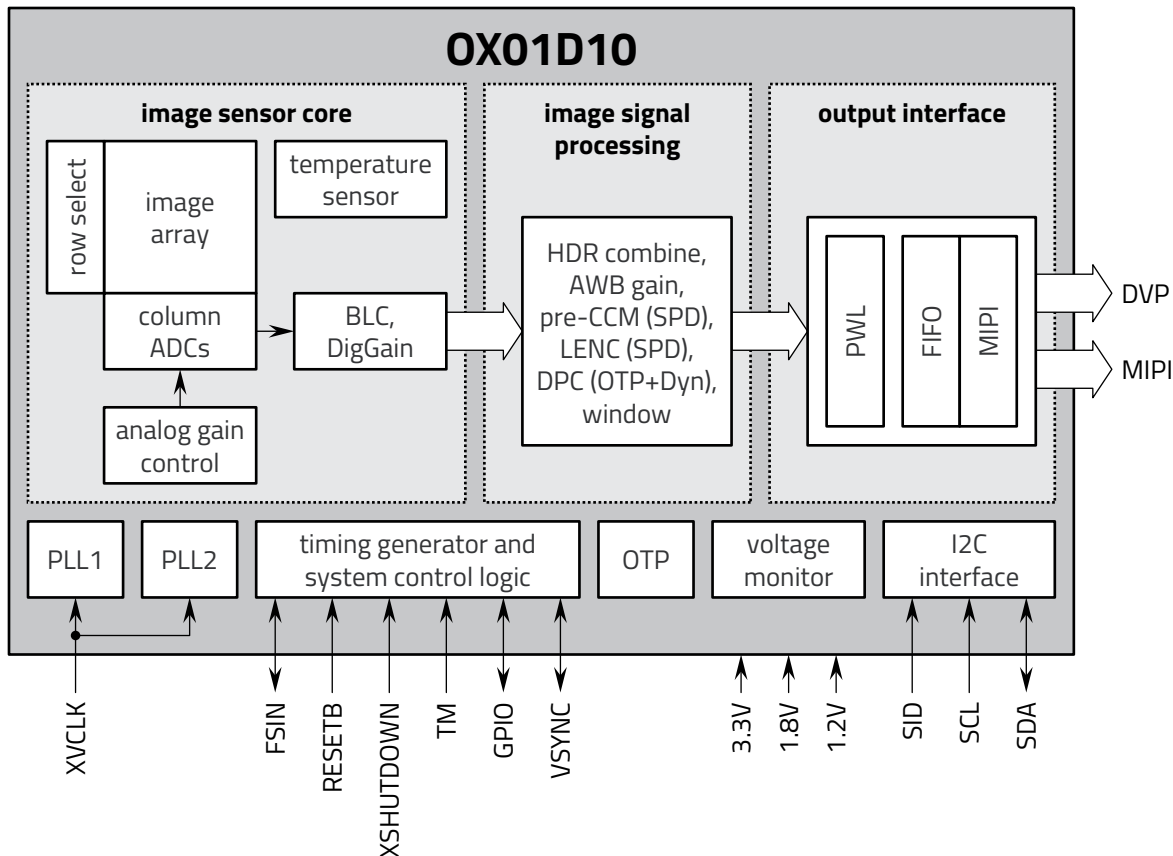 OX01D10
image sensor core
row select
image
array
temperature
sensor
column
ADCs
BLC,
DigGain
analog gain
control
image signal
processing
HDR combine,
AWB gain,
pre-CCM (SPD),
LENC (SPD),
DPC (OTP+Dyn),
window
output interface
PWL
FIFO
MIPI
DVP
MIPI
PLL1
PLL2
timing generator and
system control logic
OTP
voltage
monitor
I2C
interface
XVCLK
FSIN
RESETB
XSHUTDOWN
TM
GPIO
VSYNC
3.3V
1.8V
1.2V
SID
SCL
SDA